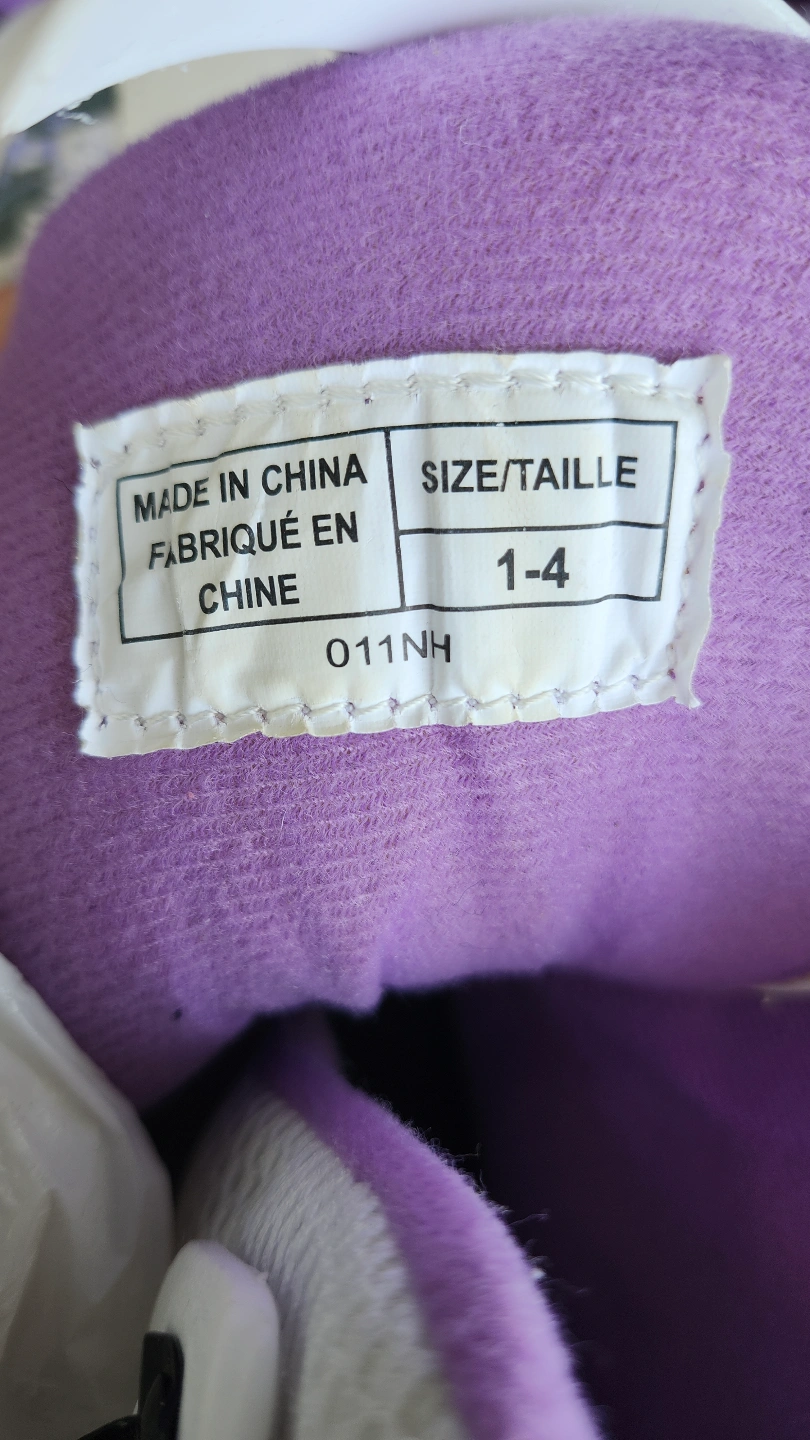 MADE IN CHINA
FABRIQUÉ EN
CHINE
SIZE/TAILLE
1-4
011NH